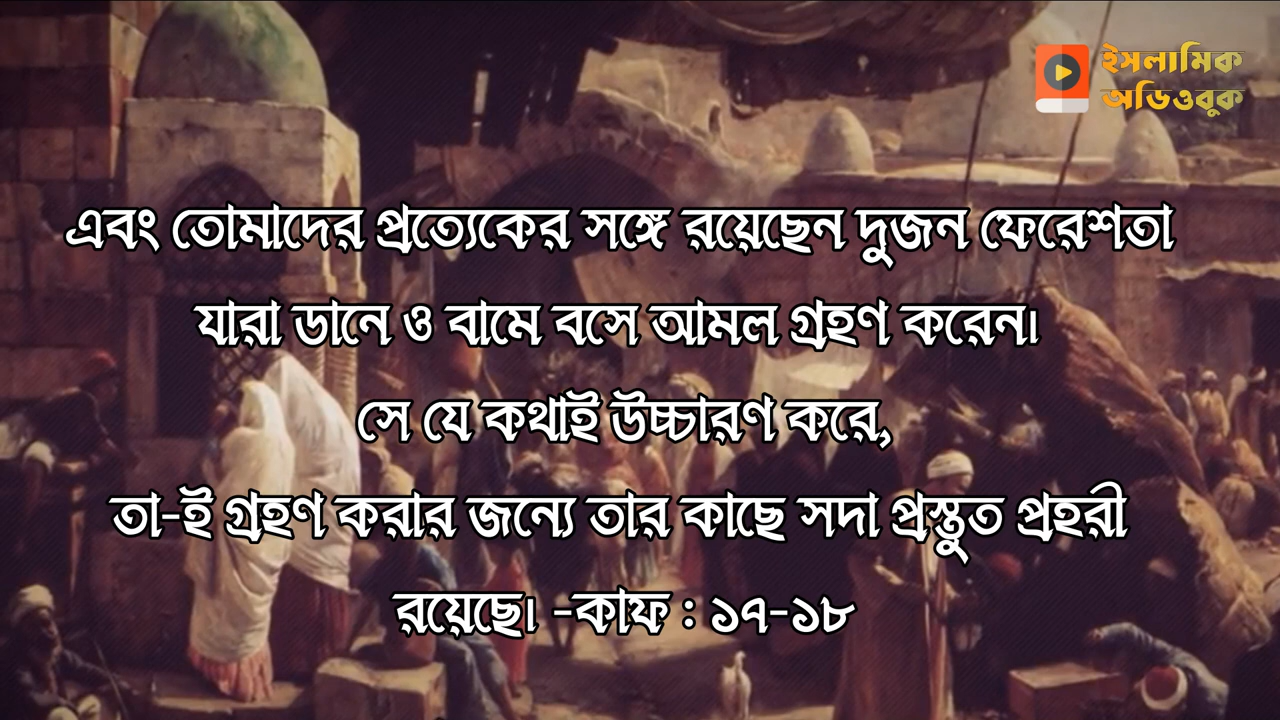 ইসলামিক
অডিওবুক
এবং তোমাদের প্রত্যেকের সঙ্গে রয়েছেন দুজন ফেরেশতা
যারা ডানে ও বামে বসে আমল গ্রহণ করেন।
সে যে কথাই উচ্চারণ করে,
তা-ই গ্রহণ করার জন্যে তার কাছে সদা প্রস্তুত প্রহরী
রয়েছে। -কাফ : ১৭-১৮